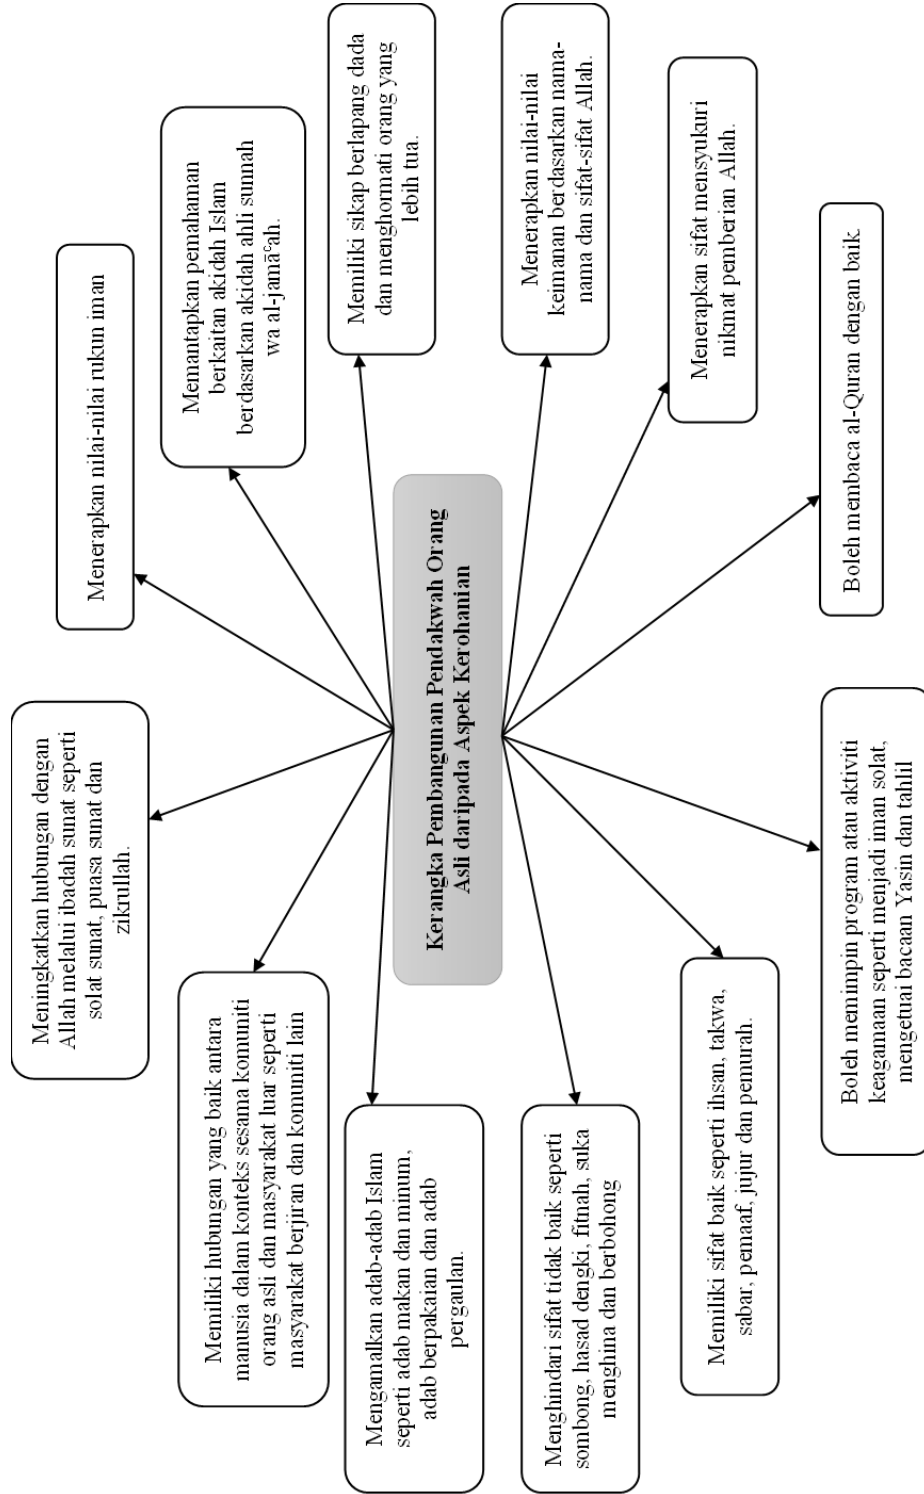 Kerangka Pembangunan Pendakwah Orang
Asli daripada Aspek Kerohanian
Meningkatkan hubungan dengan
Allah melalui ibadah sunat seperti
solat sunat, puasa sunat dan
zikrullah.
Menerapkan nilai-nilai rukun iman
Memiliki hubungan yang baik antara
manusia dalam konteks sesama komuniti
orang asli dan masyarakat luar seperti
masyarakat berjiran dan komuniti lain
Memantapkan pemahaman
berkaitan akidah Islam
berdasarkan akidah ahli sunnah
wa al-jamāᶜah.
Mengamalkan adab-adab Islam
seperti adab makan dan minum,
adab berpakaian dan adab
pergaulan.
Memiliki sikap berlapang dada
dan menghormati orang yang
lebih tua.
Menghindari sifat tidak baik seperti
sombong, hasad dengki, fitnah, suka
menghina dan berbohong
Menerapkan nilai-nilai
keimanan berdasarkan nama-
nama dan sifat-sifat Allah.
Memiliki sifat baik seperti ihsan, takwa,
sabar, pemaaf, jujur dan pemurah.
Menerapkan sifat mensyukuri
nikmat pemberian Allah.
Boleh memimpin program atau aktiviti
keagamaan seperti menjadi iman solat,
mengetuai bacaan Yasin dan tahlil
Boleh membaca al-Quran dengan baik